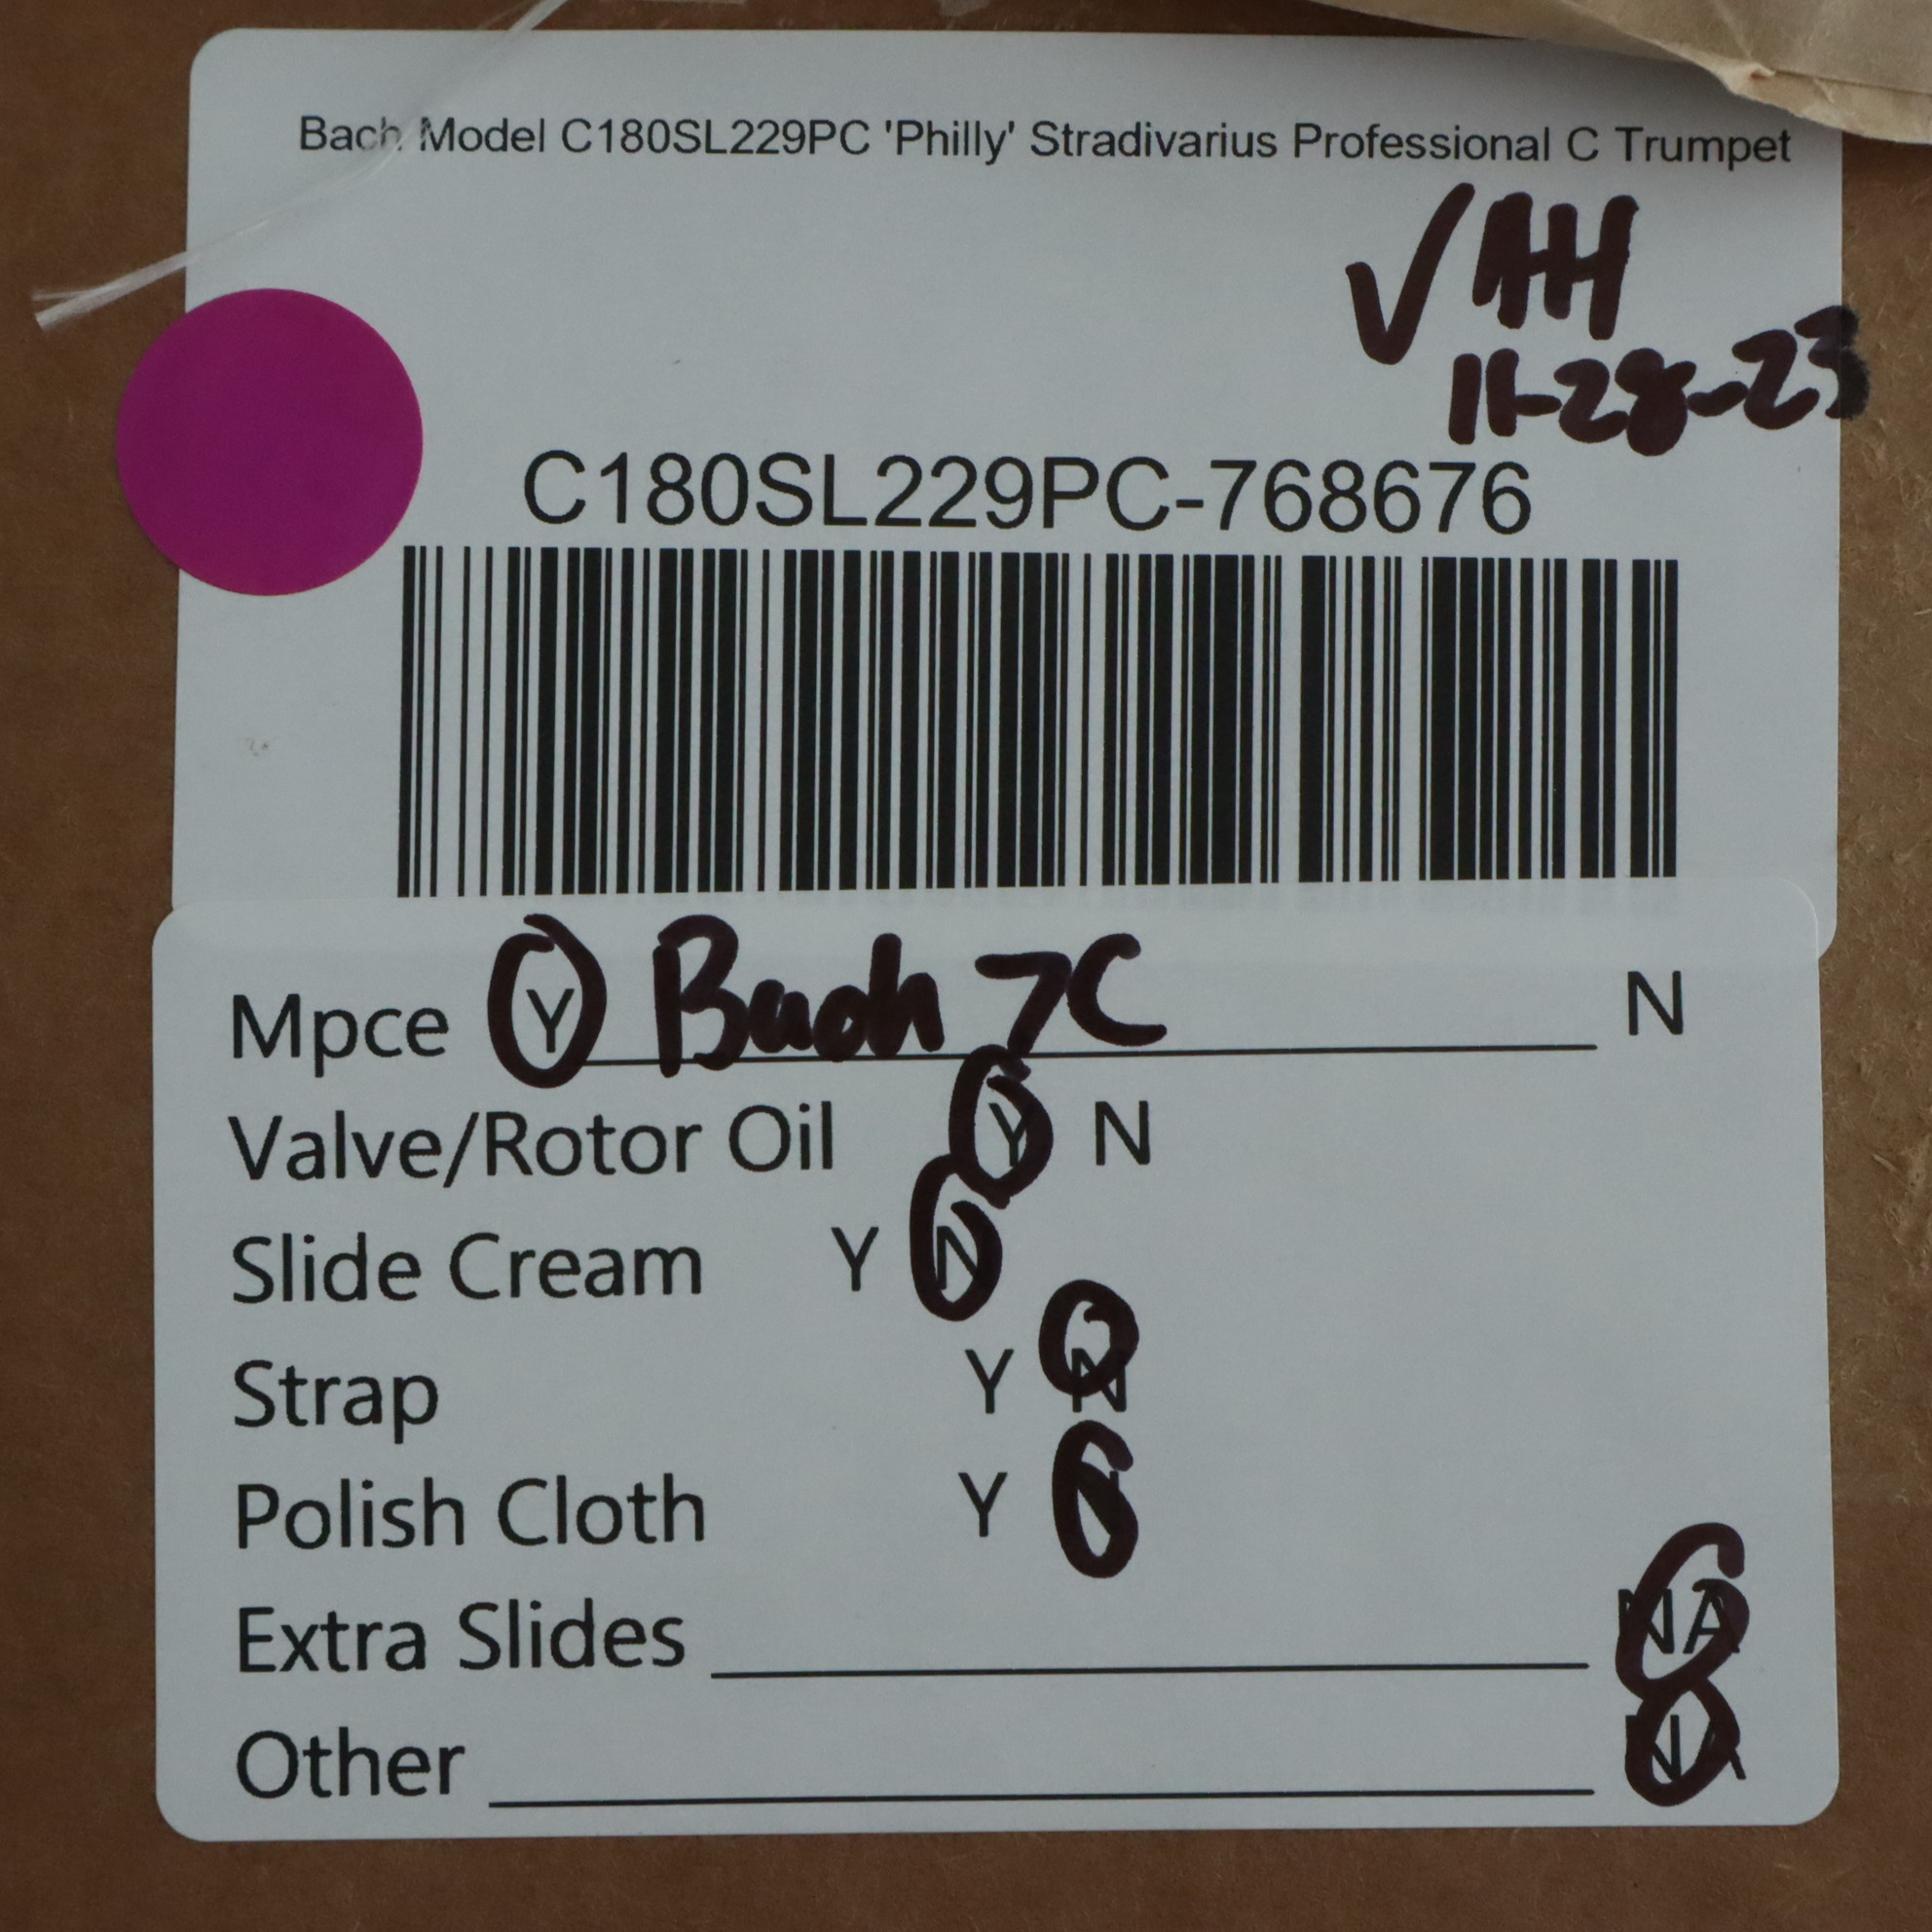 Bach Model C180SL229PC 'Philly' Stradivarius Professional C Trumpet
✓ AH
11-28-23
C180SL229PC-768676
Mpce Y Bach 7C N
Valve/Rotor Oil Y N
Slide Cream Y N
Strap Y N
Polish Cloth Y N
Extra Slides NA
Other NA